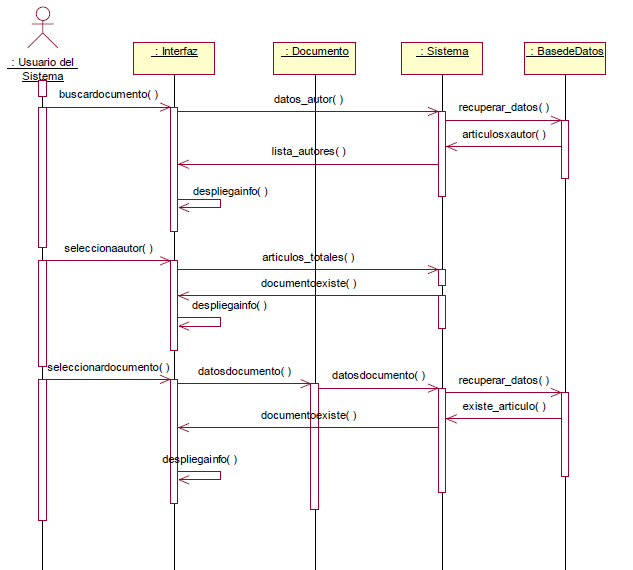 : Usuario del
Sistema
: Interfaz
: Documento
: Sistema
: BasedeDatos
buscardocumento( )
datos_autor( )
recuperar_datos( )
articulosxautor( )
lista_autores( )
despliegainfo( )
seleccionaautor( )
articulos_totales( )
documentoexiste( )
despliegainfo( )
seleccionardocumento( )
datosdocumento( )
datosdocumento( )
recuperar_datos( )
existe_articulo( )
documentoexiste( )
despliegainfo( )